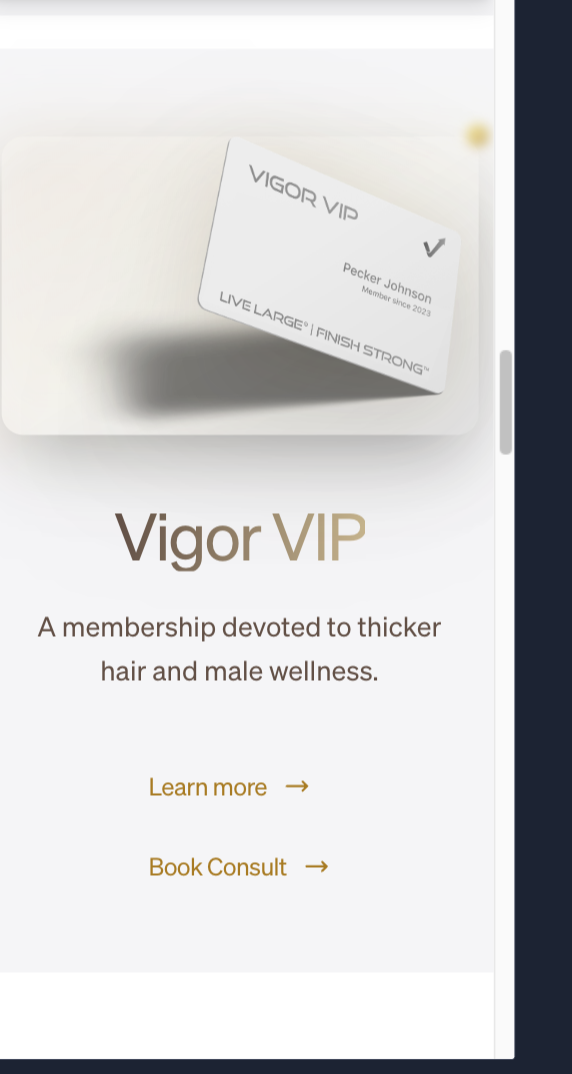 VIGOR VIP
Pecker Johnson
Member since 2023
LIVE LARGE° | FINISH STRONG™
Vigor VIP
A membership devoted to thicker
hair and male wellness.
Learn more →
Book Consult →